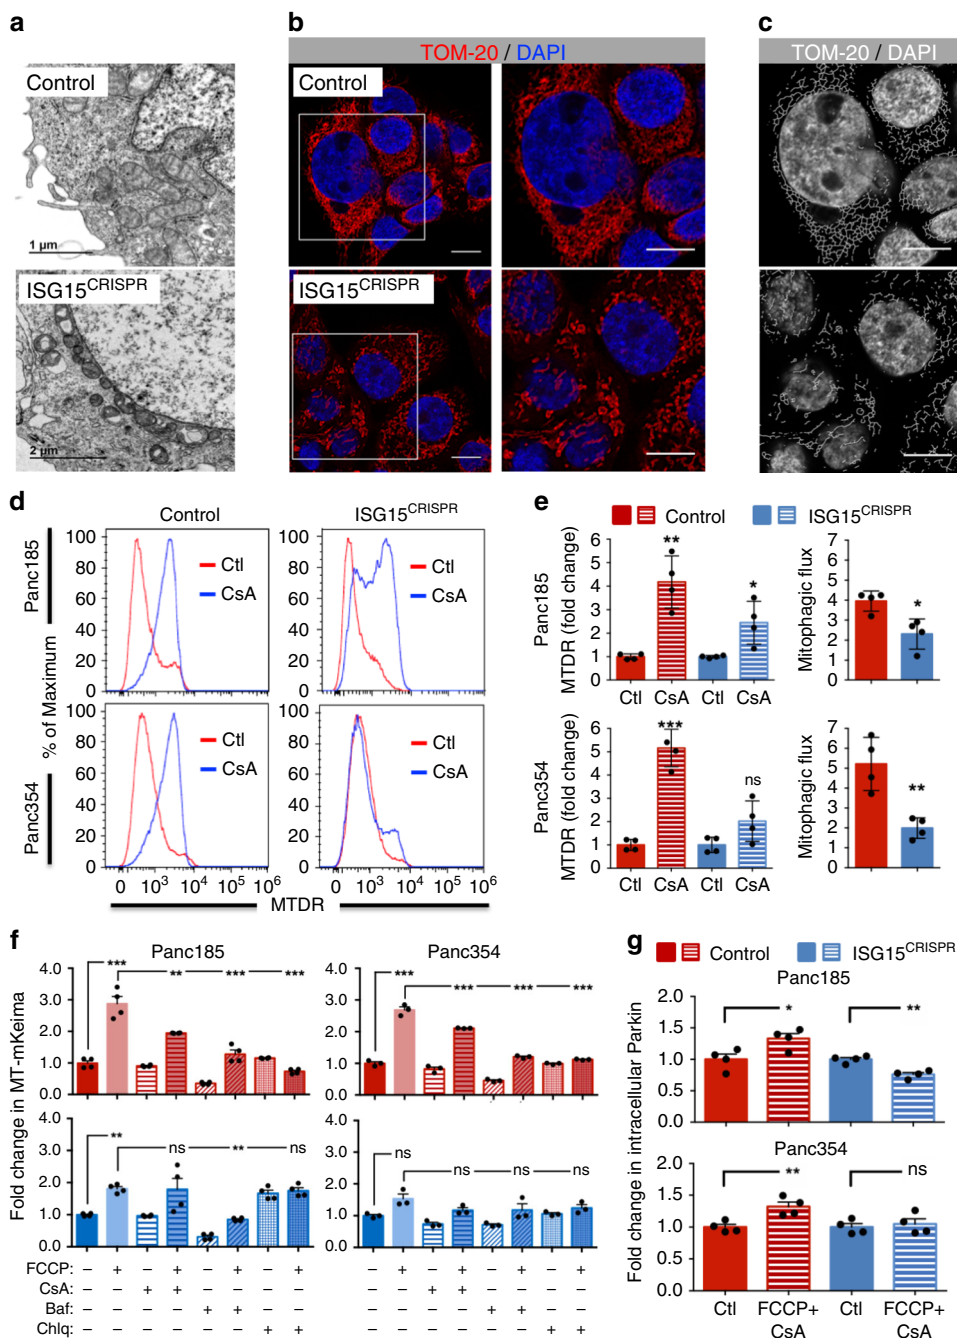 a
b
c
TOM-20 / DAPI
TOM-20 / DAPI
Control
Control
1 µm
ISG15CRISPR
ISG15CRISPR
2 µm
d
Control
ISG15CRISPR
Panc185
Panc354
% of Maximum
100
80
60
40
20
0
Ctl
CsA
Ctl
CsA
100
80
60
40
20
0
100
80
60
40
20
0
Ctl
CsA
Ctl
CsA
100
80
60
40
20
0
0 10³ 10⁴ 10⁵ 10⁶
0 10³ 10⁴ 10⁵ 10⁶
MTDR
e
Control
ISG15CRISPR
Panc185
MTDR (fold change)
6
5
4
3
2
1
0
**
*
Ctl CsA Ctl CsA
Mitophagic flux
7
6
5
4
3
2
1
0
*
Panc354
MTDR (fold change)
6
5
4
3
2
1
0
***
ns
Ctl CsA Ctl CsA
Mitophagic flux
7
6
5
4
3
2
1
0
**
f
Panc185
Panc354
Fold change in MT-mKeima
4.0
3.0
2.0
1.0
0.0
*** ** *** ***
4.0
3.0
2.0
1.0
0.0
*** *** *** ***
4.0
3.0
2.0
1.0
0.0
** ns ** ns
4.0
3.0
2.0
1.0
0.0
ns ns ns ns
FCCP: – + – + – + – + – + – + – + – +
CsA: – – + + – – – – – – + + – – – –
Baf: – – – – + + – – – – – – + + – –
Chlq: – – – – – – + + – – – – – – + +
g
Control
ISG15CRISPR
Panc185
Fold change in intracellular Parkin
2.0
1.5
1.0
0.5
0.0
* **
Panc354
2.0
1.5
1.0
0.5
0.0
** ns
Ctl FCCP+ Ctl FCCP+
CsA CsA